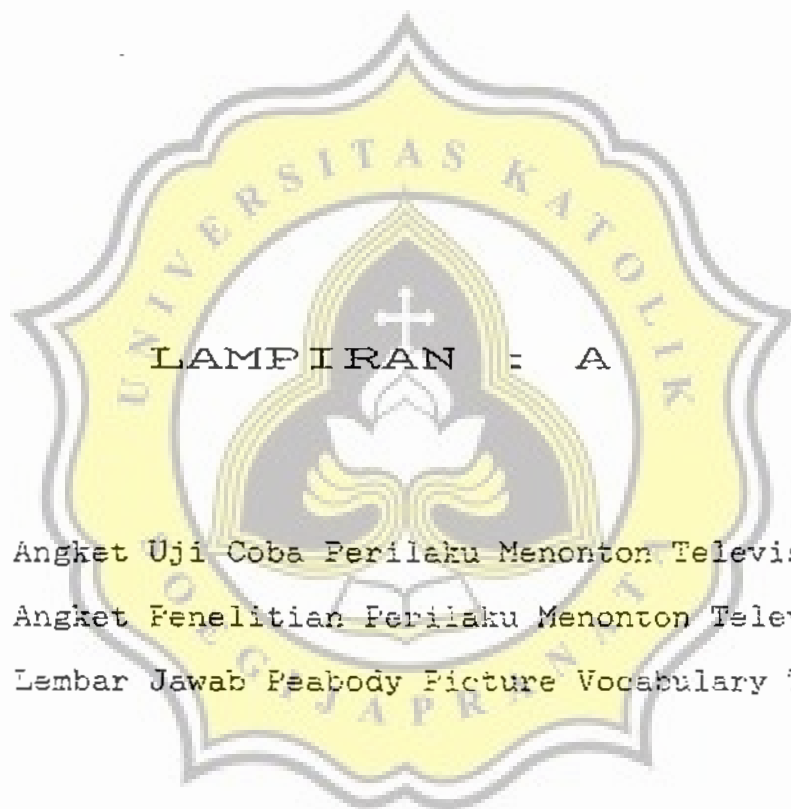 UNIVERSITAS KATOLIK
LAMPIRAN : A
Angket Uji Coba Perilaku Menonton Televis
Angket Penelitian Perilaku Menonton Telev
Lembar Jawab Peabody Picture Vocabulary
SOEGIJAPRANATA